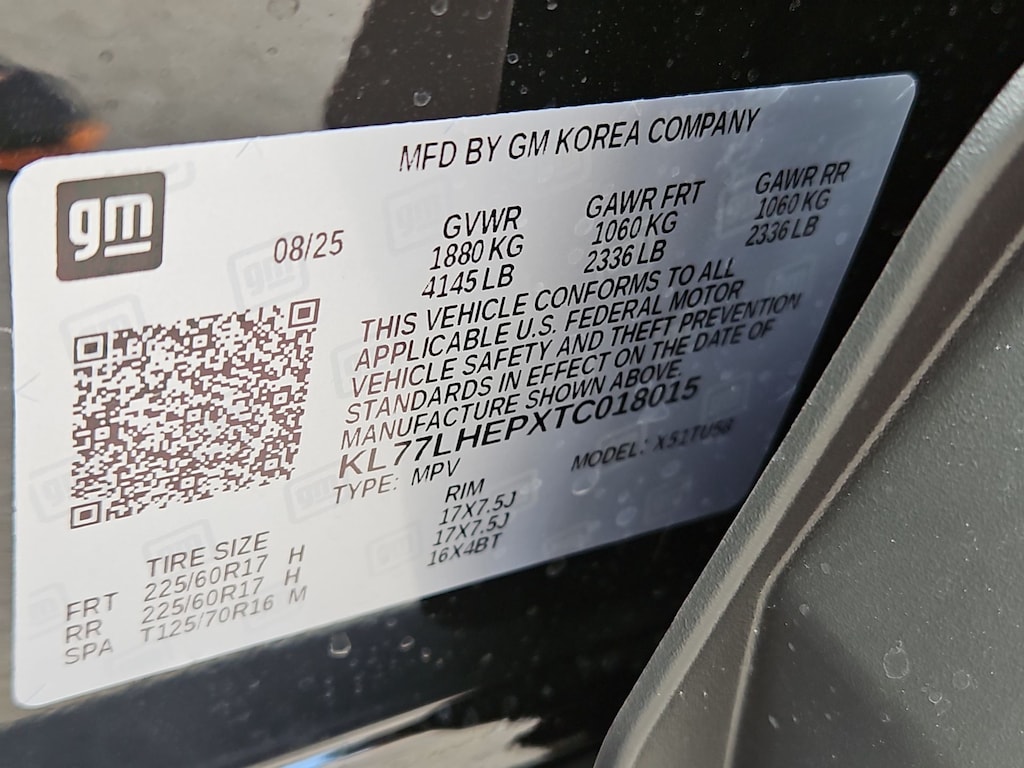 MFD BY GM KOREA COMPANY
gm
08/25
GVWR GAWR FRT GAWR RR
1880 KG 1060 KG 1060 KG
4145 LB 2336 LB 2336 LB
THIS VEHICLE CONFORMS TO ALL
APPLICABLE U.S. FEDERAL MOTOR
VEHICLE SAFETY AND THEFT PREVENTION
STANDARDS IN EFFECT ON THE DATE OF
MANUFACTURE SHOWN ABOVE.
KL77LHEPXTC018015
TYPE: MPV MODEL: X51TU58
TIRE SIZE RIM
FRT 225/60R17 H 17X7.5J
RR 225/60R17 H 17X7.5J
SPA T125/70R16 M 16X4BT